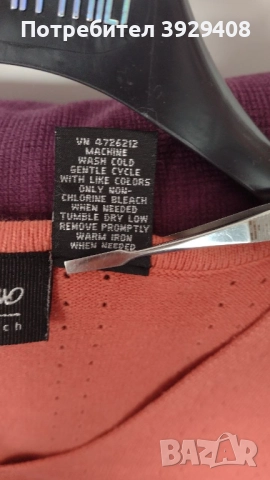 Потребител 3929408
VN 4726212
MACHINE
WASH COLD
GENTLE CYCLE
WITH LIKE COLORS
ONLY NON-
CHLORINE BLEACH
WHEN NEEDED
TUMBLE DRY LOW
REMOVE PROMPTLY
WARM IRON
WHEN NEEDED
BAZAR